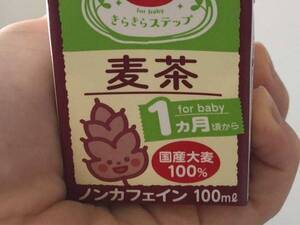 for baby
きらきらステップ
麦茶
for baby
1ヵ月頃から
国産大麦
100%
ノンカフェイン 100mℓ